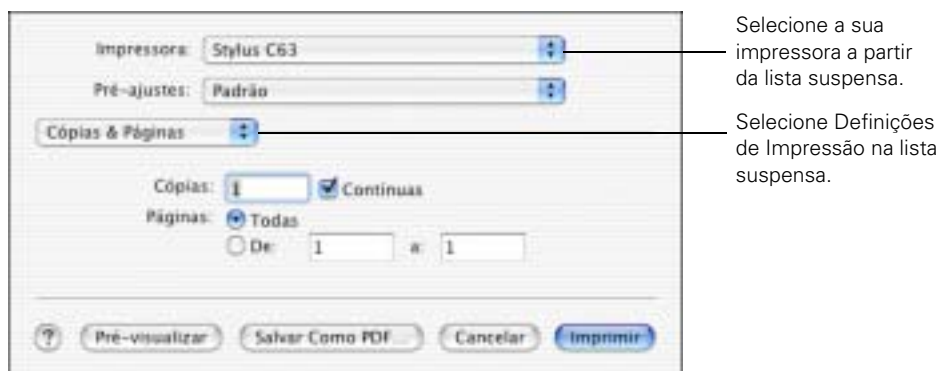 Impressora: Stylus C63
Pré-ajustes: Padrão
Cópias & Páginas
Cópias: 1 Contínuas
Páginas: Todas
De: 1 a: 1
? Pré-visualizar Salvar Como PDF... Cancelar Imprimir
Selecione a sua
impressora a partir
da lista suspensa.
Selecione Definições
de Impressão na lista
suspensa.